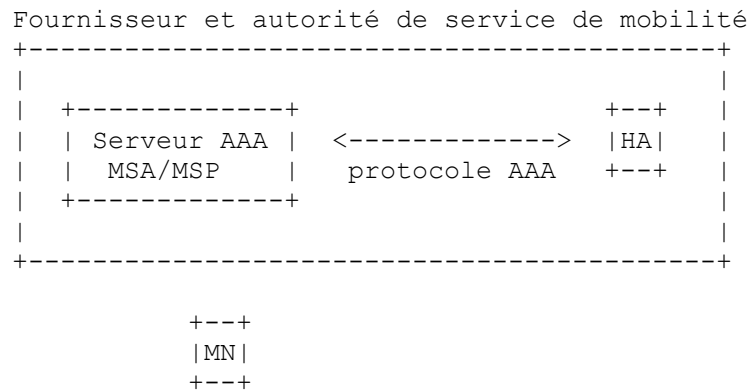 Fournisseur et autorité de service de mobilité
+-------------------------------------------+
|                                           |
|  +-------------+                   +--+   |
|  | Serveur AAA |  <------------->  |HA|   |
|  |  MSA/MSP    |   protocole AAA   +--+   |
|  +-------------+                          |
|                                           |
+-------------------------------------------+
+--+
|MN|
+--+